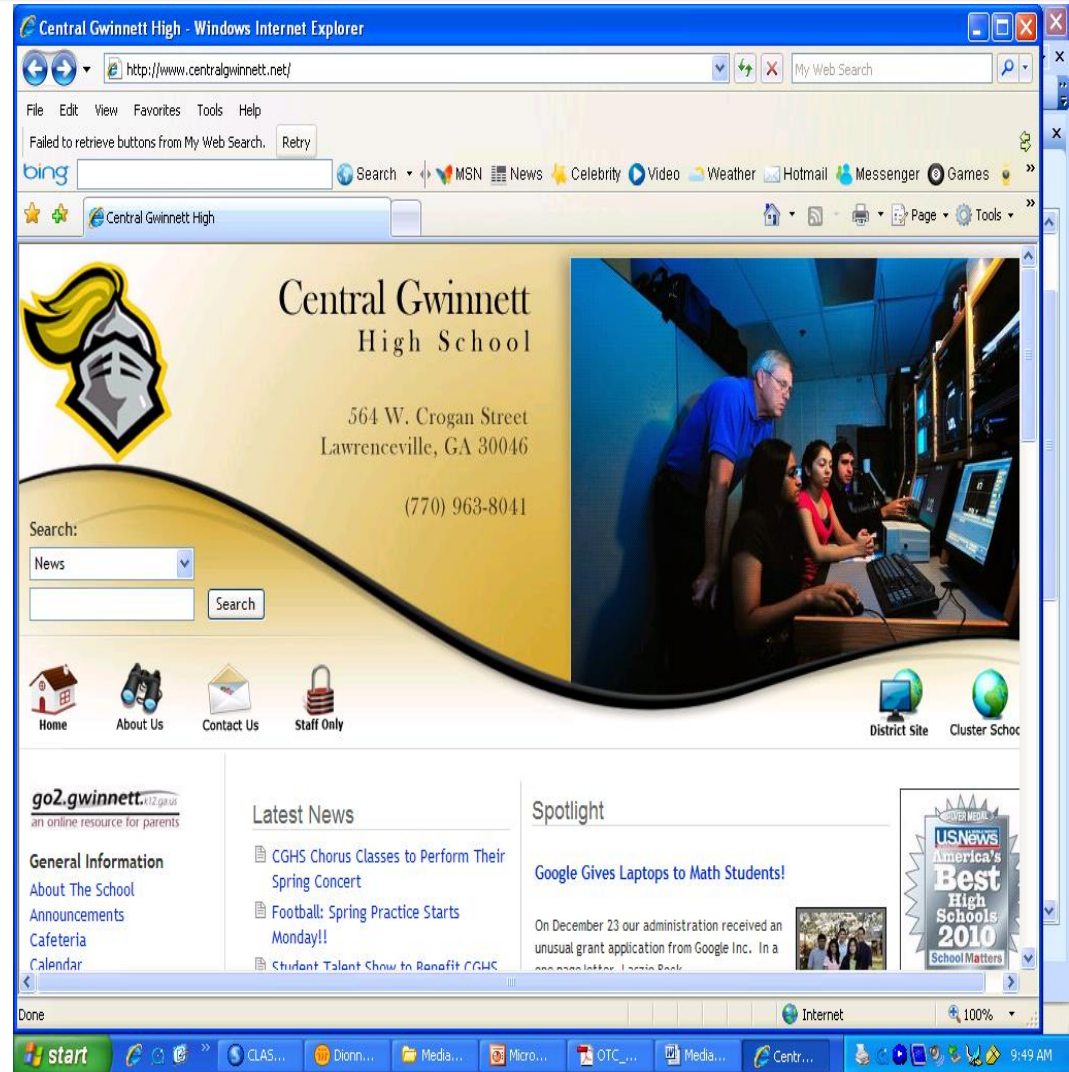 Central Gwinnett High - Windows Internet Explorer
http://www.centralgwinnett.net/
My Web Search
File Edit View Favorites Tools Help
Failed to retrieve buttons from My Web Search. Retry
bing
Search MSN News Celebrity Video Weather Hotmail Messenger Games »
Central Gwinnett High
Page Tools »
Central Gwinnett
High School
564 W. Crogan Street
Lawrenceville, GA 30046
(770) 963-8041
Search:
News
Search
Home About Us Contact Us Staff Only
District Site Cluster Schoo
go2.gwinnett.k12.ga.us
an online resource for parents
General Information
About The School
Announcements
Cafeteria
Calendar
Latest News
CGHS Chorus Classes to Perform Their
Spring Concert
Football: Spring Practice Starts
Monday!!
Student Talent Show to Benefit CGHS
Spotlight
Google Gives Laptops to Math Students!
On December 23 our administration received an
unusual grant application from Google Inc. In a
one page letter, Laszlo Bock
SILVER MEDAL
USNews
America's
Best
High
Schools
2010
School Matters
Done
Internet
100%
start » CLAS... Dionn... Media... Micro... OTC_... Media... Centr... 9:49 AM